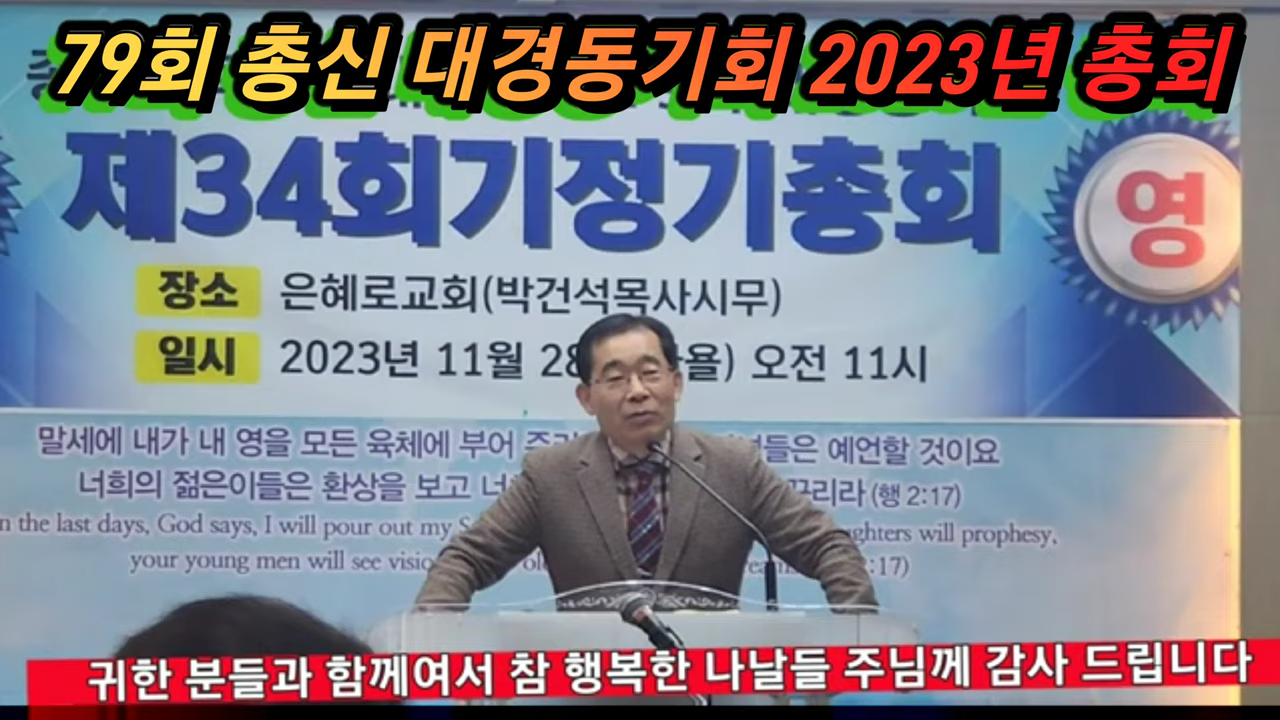 79회 총신 대경동기회 2023년 총회
제34회기정기총회
영
장소 은혜로교회(박건석목사시무)
일시 2023년 11월 28 욜) 오전 11시
말세에 내가 내 영을 모든 육체에 부어 들은 예언할 것이요
너희의 젊은이들은 환상을 보고 꾸리라 (행 2:17)
n the last days, God says, I will pour out my ghters will prophesy,
your young men will see :17)
귀한 분들과 함께여서 참 행복한 나날들 주님께 감사 드립니다